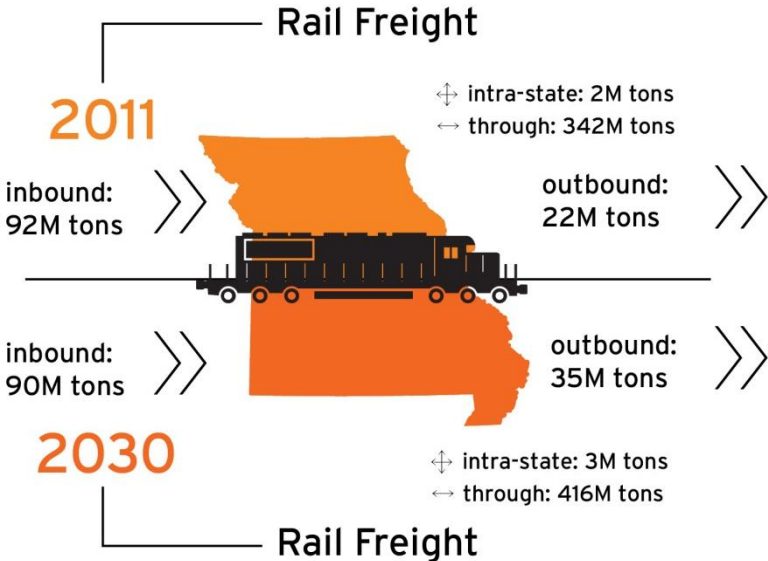 Rail Freight
2011
intra-state: 2M tons
through: 342M tons
inbound:
92M tons
outbound:
22M tons
inbound:
90M tons
outbound:
35M tons
2030
intra-state: 3M tons
through: 416M tons
Rail Freight